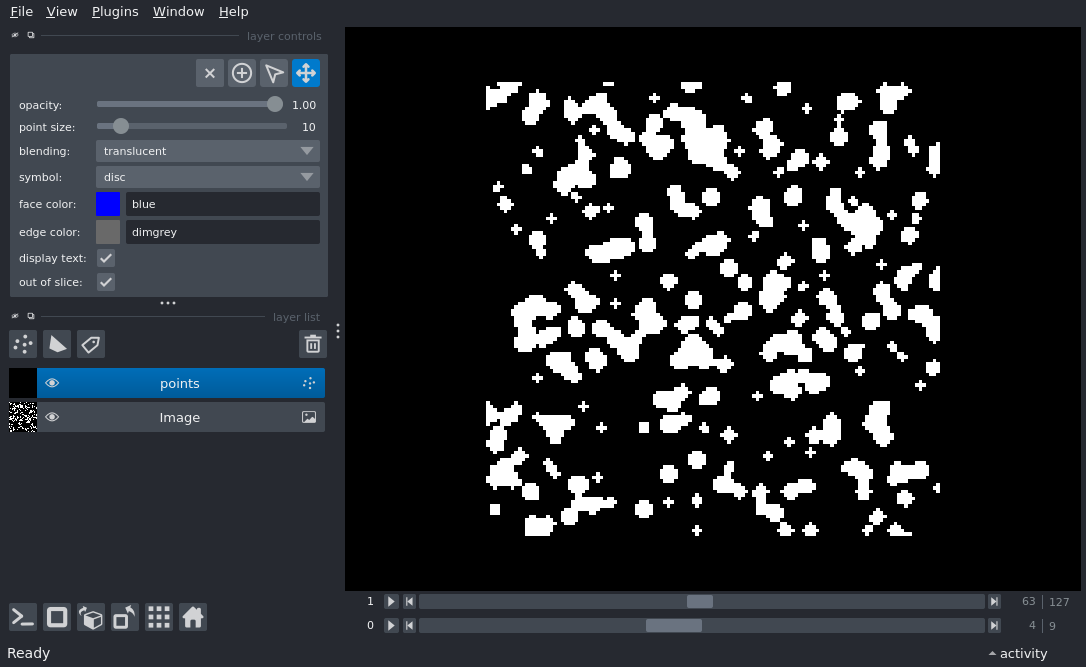 File View Plugins Window Help
layer controls
opacity: 1.00
point size: 10
blending: translucent
symbol: disc
face color: blue
edge color: dimgrey
display text:
out of slice:
layer list
points
Image
1 63 127
0 4 9
Ready activity